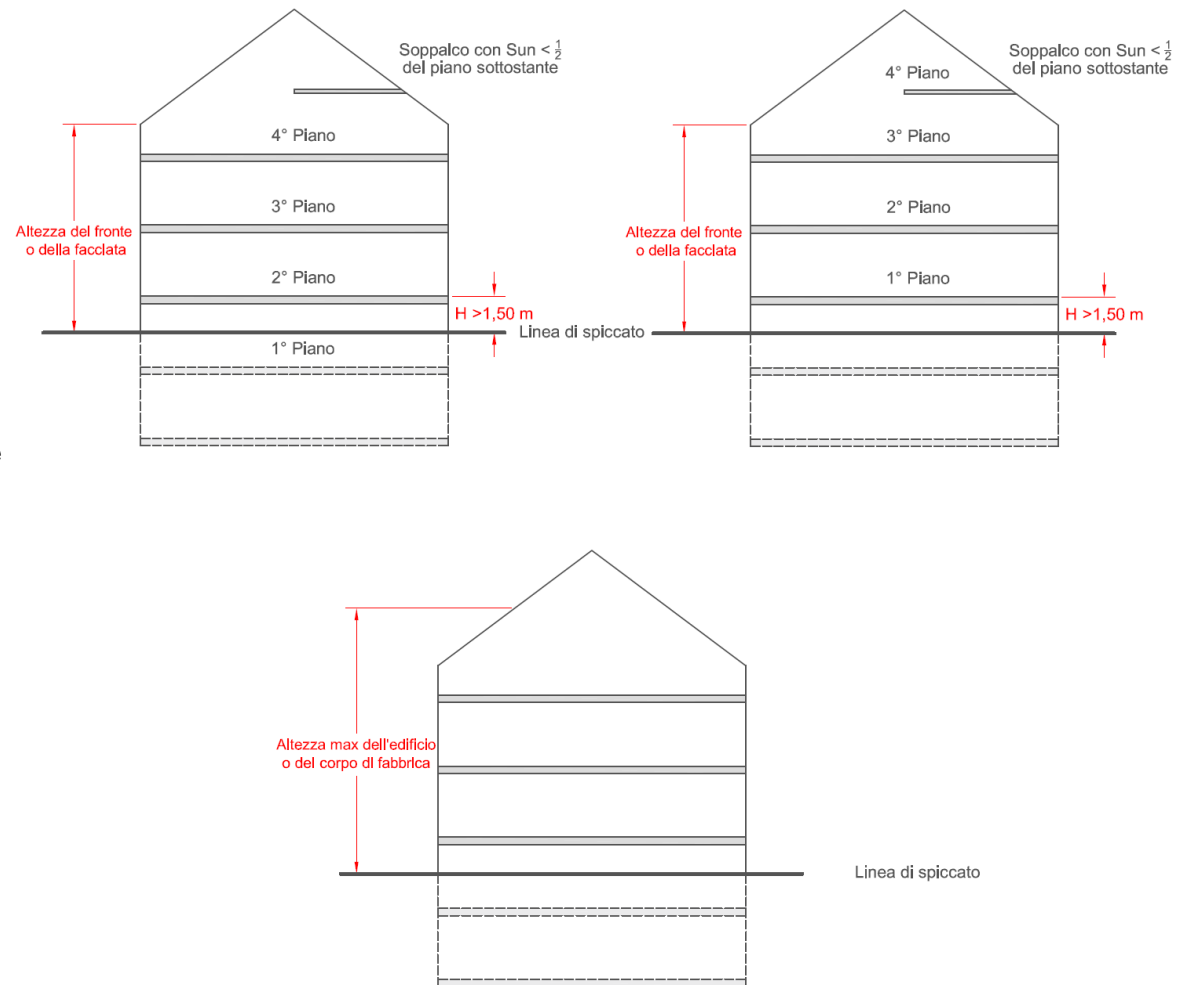 Soppalco con Sun < 1/2
del piano sottostante
4° Piano
3° Piano
Altezza del fronte
o della facciata
2° Piano
H >1,50 m
Linea di spiccato
1° Piano
Soppalco con Sun < 1/2
del piano sottostante
4° Piano
3° Piano
2° Piano
Altezza del fronte
o della facciata
1° Piano
H >1,50 m
e
Altezza max dell'edificio
o del corpo di fabbrica
Linea di spiccato